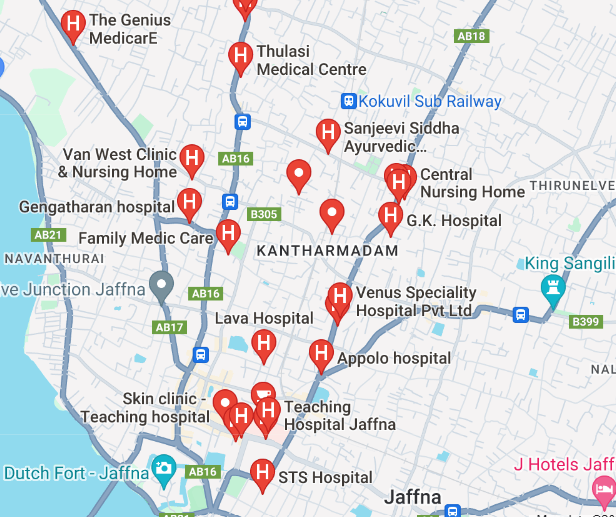 The Genius
MedicarE
AB18
Thulasi
Medical Centre
Kokuvil Sub Railway
Sanjeevi Siddha
Ayurvedic...
Van West Clinic
& Nursing Home
AB16
Central
Nursing Home
THIRUNELVE
Gengatharan hospital
B305
G.K. Hospital
AB21
Family Medic Care
KANTHARMADAM
NAVANTHURAI
King Sangili
ve Junction Jaffna
AB16
Venus Speciality
Hospital Pvt Ltd
Lava Hospital
AB17
B399
Appolo hospital
NAL
Skin clinic -
Teaching hospital
Teaching
Hospital Jaffna
Dutch Fort - Jaffna
AB16
STS Hospital
J Hotels Jaff
Jaffna